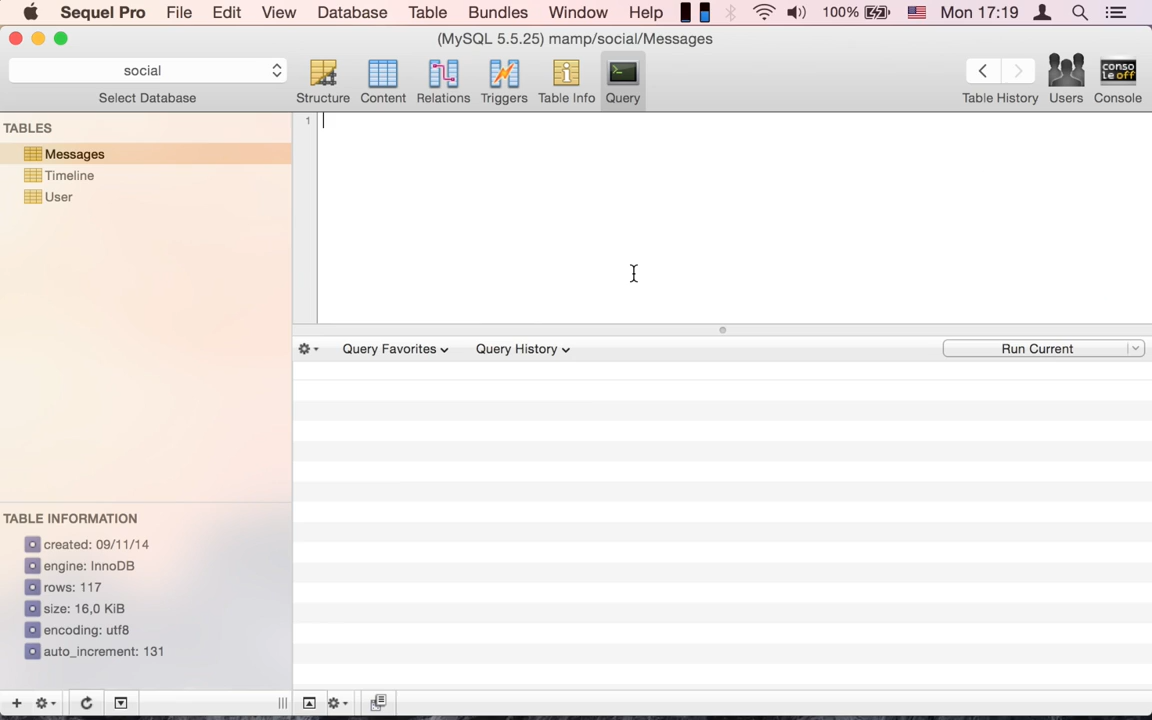 Sequel Pro File Edit View Database Table Bundles Window Help 100% Mon 17:19
(MySQL 5.5.25) mamp/social/Messages
social
Select Database
Structure Content Relations Triggers Table Info Query
Table History Users Console
conso
le off
TABLES
Messages
Timeline
User
1
Query Favorites Query History Run Current
TABLE INFORMATION
created: 09/11/14
engine: InnoDB
rows: 117
size: 16,0 KiB
encoding: utf8
auto_increment: 131